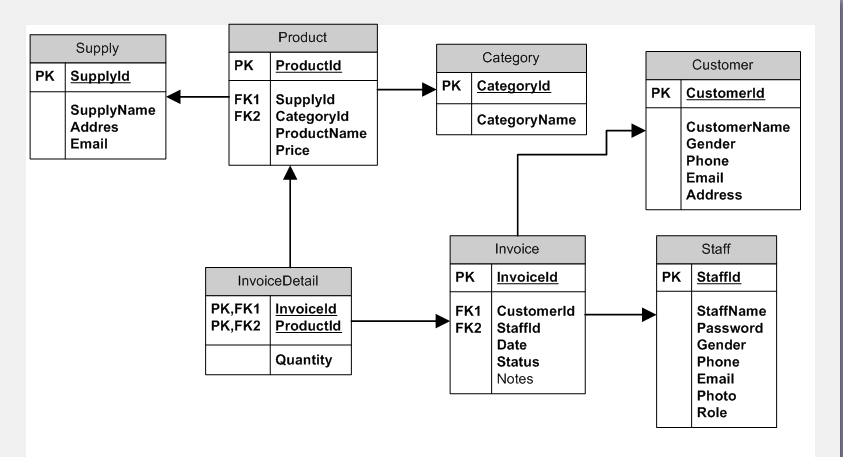 Supply
PK SupplyId
SupplyName
Addres
Email
Product
PK ProductId
FK1 SupplyId
FK2 CategoryId
ProductName
Price
Category
PK CategoryId
CategoryName
Customer
PK CustomerId
CustomerName
Gender
Phone
Email
Address
InvoiceDetail
PK,FK1 InvoiceId
PK,FK2 ProductId
Quantity
Invoice
PK InvoiceId
FK1 CustomerId
FK2 StaffId
Date
Status
Notes
Staff
PK StaffId
StaffName
Password
Gender
Phone
Email
Photo
Role